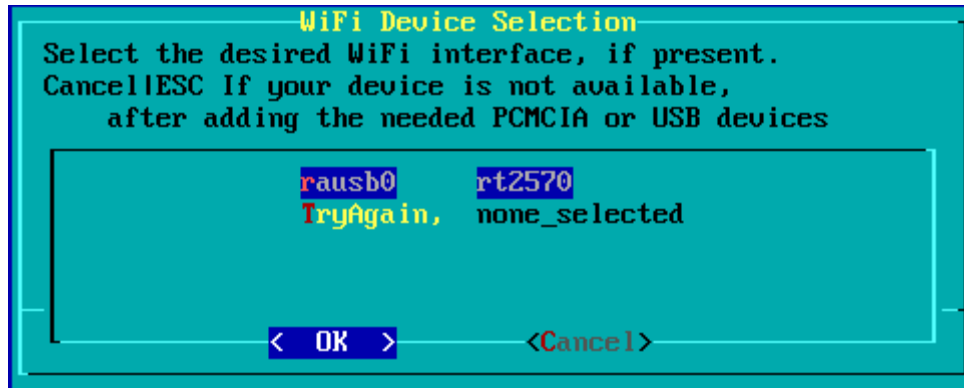 WiFi Device Selection
Select the desired WiFi interface, if present.
Cancel|ESC If your device is not available,
after adding the needed PCMCIA or USB devices
rausb0 rt2570
TryAgain, none_selected
< OK > <Cancel>